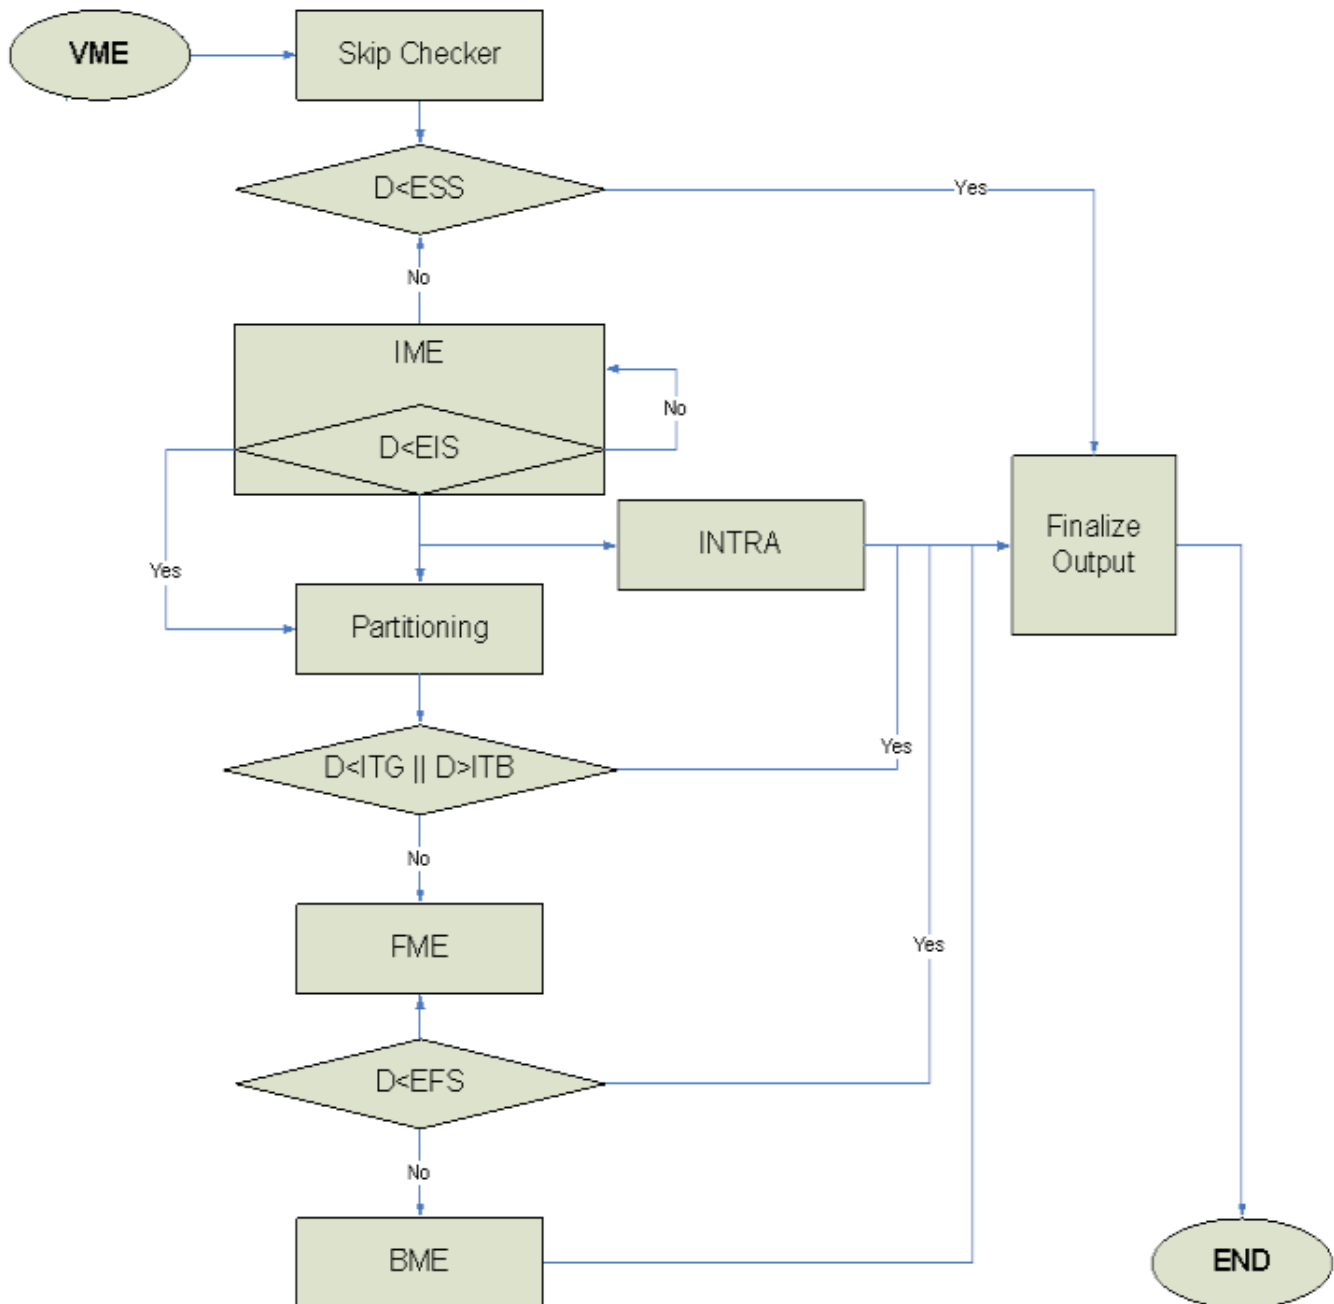 VME
Skip Checker
D<ESS
Yes
No
IME
No
D<EIS
Yes
INTRA
Finalize
Output
Partitioning
D<ITG || D>ITB
Yes
No
FME
Yes
D<EFS
No
BME
END